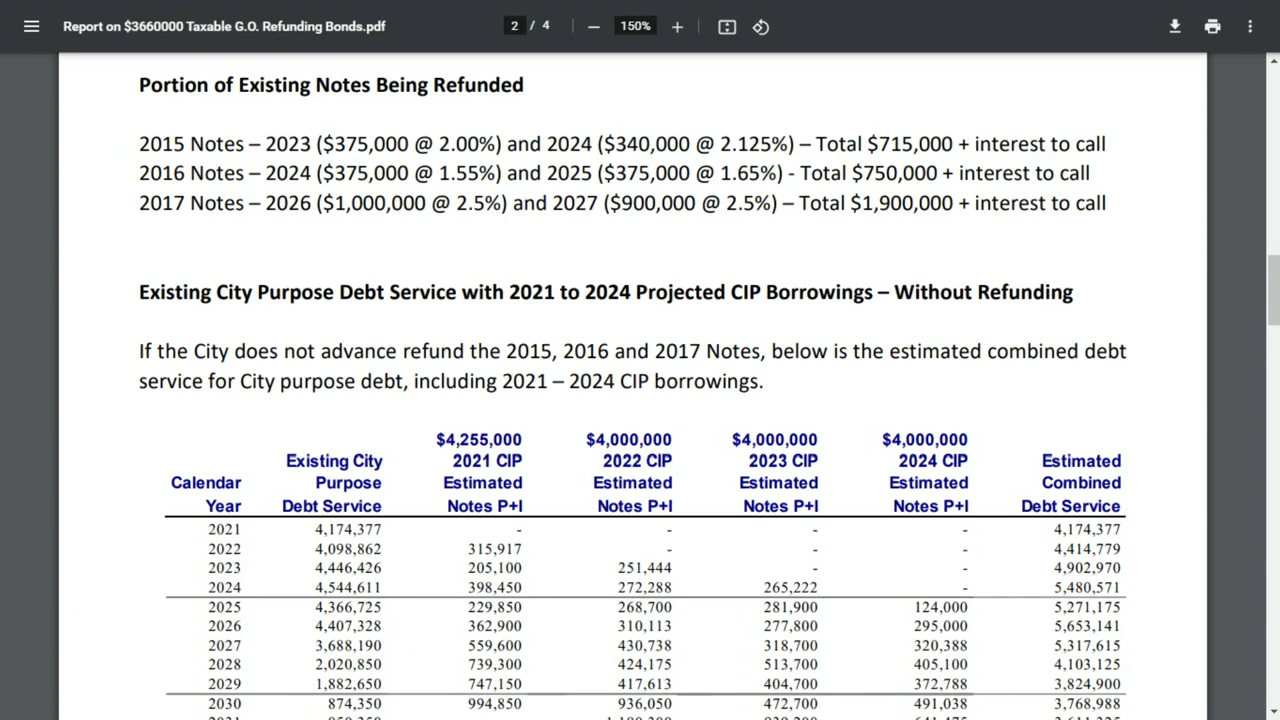 Report on $3660000 Taxable G.O. Refunding Bonds.pdf
2 / 4
150%
Portion of Existing Notes Being Refunded
2015 Notes – 2023 ($375,000 @ 2.00%) and 2024 ($340,000 @ 2.125%) – Total $715,000 + interest to call
2016 Notes – 2024 ($375,000 @ 1.55%) and 2025 ($375,000 @ 1.65%) - Total $750,000 + interest to call
2017 Notes – 2026 ($1,000,000 @ 2.5%) and 2027 ($900,000 @ 2.5%) – Total $1,900,000 + interest to call
Existing City Purpose Debt Service with 2021 to 2024 Projected CIP Borrowings – Without Refunding
If the City does not advance refund the 2015, 2016 and 2017 Notes, below is the estimated combined debt
service for City purpose debt, including 2021 – 2024 CIP borrowings.
$4,255,000 $4,000,000 $4,000,000 $4,000,000
Existing City 2021 CIP 2022 CIP 2023 CIP 2024 CIP Estimated
Calendar Purpose Estimated Estimated Estimated Estimated Combined
Year Debt Service Notes P+I Notes P+I Notes P+I Notes P+I Debt Service
2021 4,174,377 - - - - 4,174,377
2022 4,098,862 315,917 - - - 4,414,779
2023 4,446,426 205,100 251,444 - - 4,902,970
2024 4,544,611 398,450 272,288 265,222 - 5,480,571
2025 4,366,725 229,850 268,700 281,900 124,000 5,271,175
2026 4,407,328 362,900 310,113 277,800 295,000 5,653,141
2027 3,688,190 559,600 430,738 318,700 320,388 5,317,615
2028 2,020,850 739,300 424,175 513,700 405,100 4,103,125
2029 1,882,650 747,150 417,613 404,700 372,788 3,824,900
2030 874,350 994,850 936,050 472,700 491,038 3,768,988